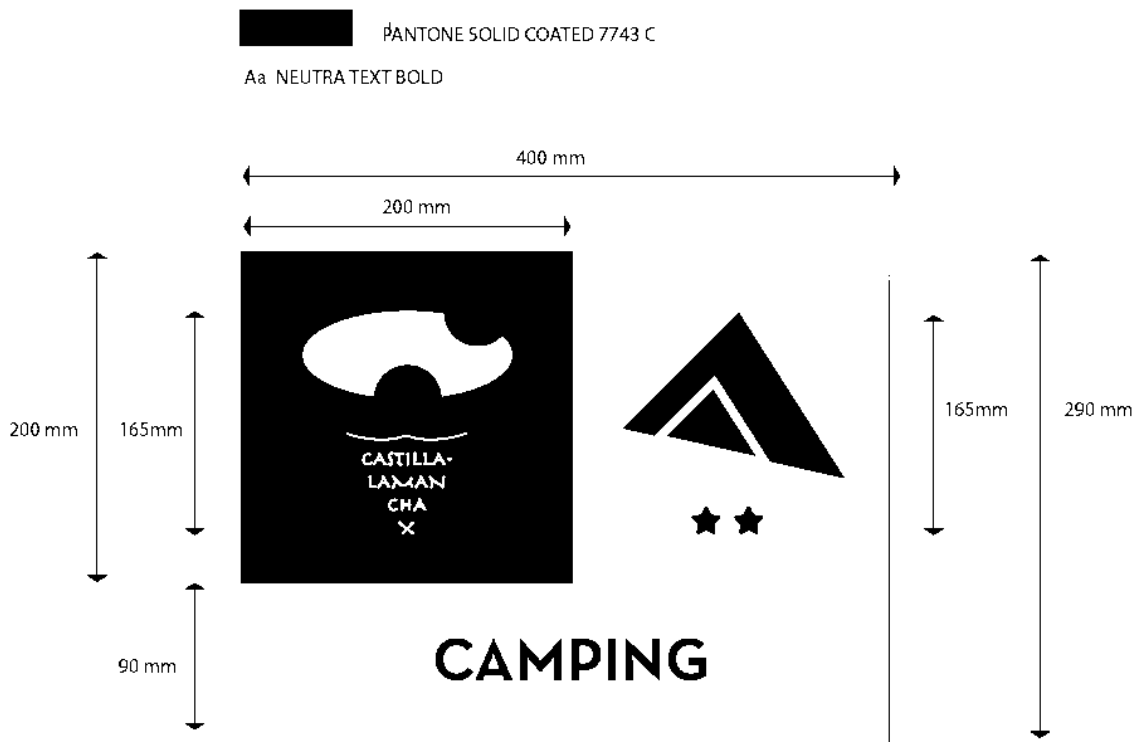 PANTONE SOLID COATED 7743 C
Aa NEUTRA TEXT BOLD
400 mm
200 mm
200 mm
165mm
165mm
290 mm
CASTILLA-
LAMAN
CHA
X
90 mm
CAMPING